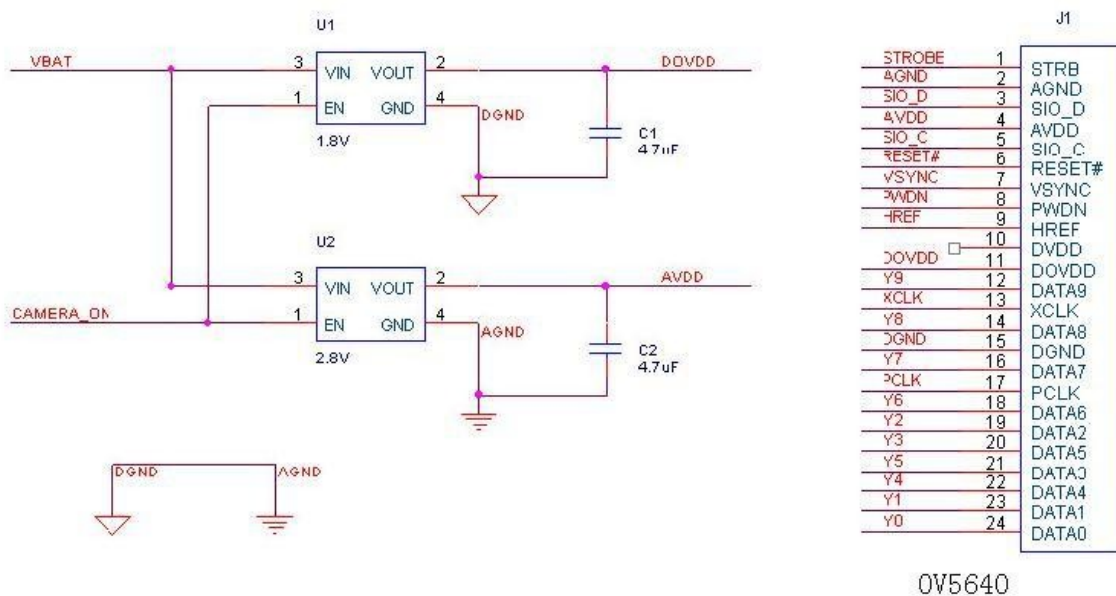 U1
VBAT 3 VIN VOUT 2 DOVDD
1 EN GND 4 DGND
1.8V
C1
4.7uF
U2
3 VIN VOUT 2 AVDD
CAMERA_ON 1 EN GND 4 AGND
2.8V
C2
4.7uF
DGND AGND
J1
STROBE 1 STRB
AGND 2 AGND
SIO_D 3 SIO_D
AVDD 4 AVDD
SIO_C 5 SIO_C
RESET# 6 RESET#
VSYNC 7 VSYNC
PWDN 8 PWDN
HREF 9 HREF
10 DVDD
DOVDD 11 DOVDD
Y9 12 DATA9
XCLK 13 XCLK
Y8 14 DATA8
DGND 15 DGND
Y7 16 DATA7
PCLK 17 PCLK
Y6 18 DATA6
Y2 19 DATA2
Y3 20 DATA5
Y5 21 DATA3
Y4 22 DATA4
Y1 23 DATA1
Y0 24 DATA0
OV5640